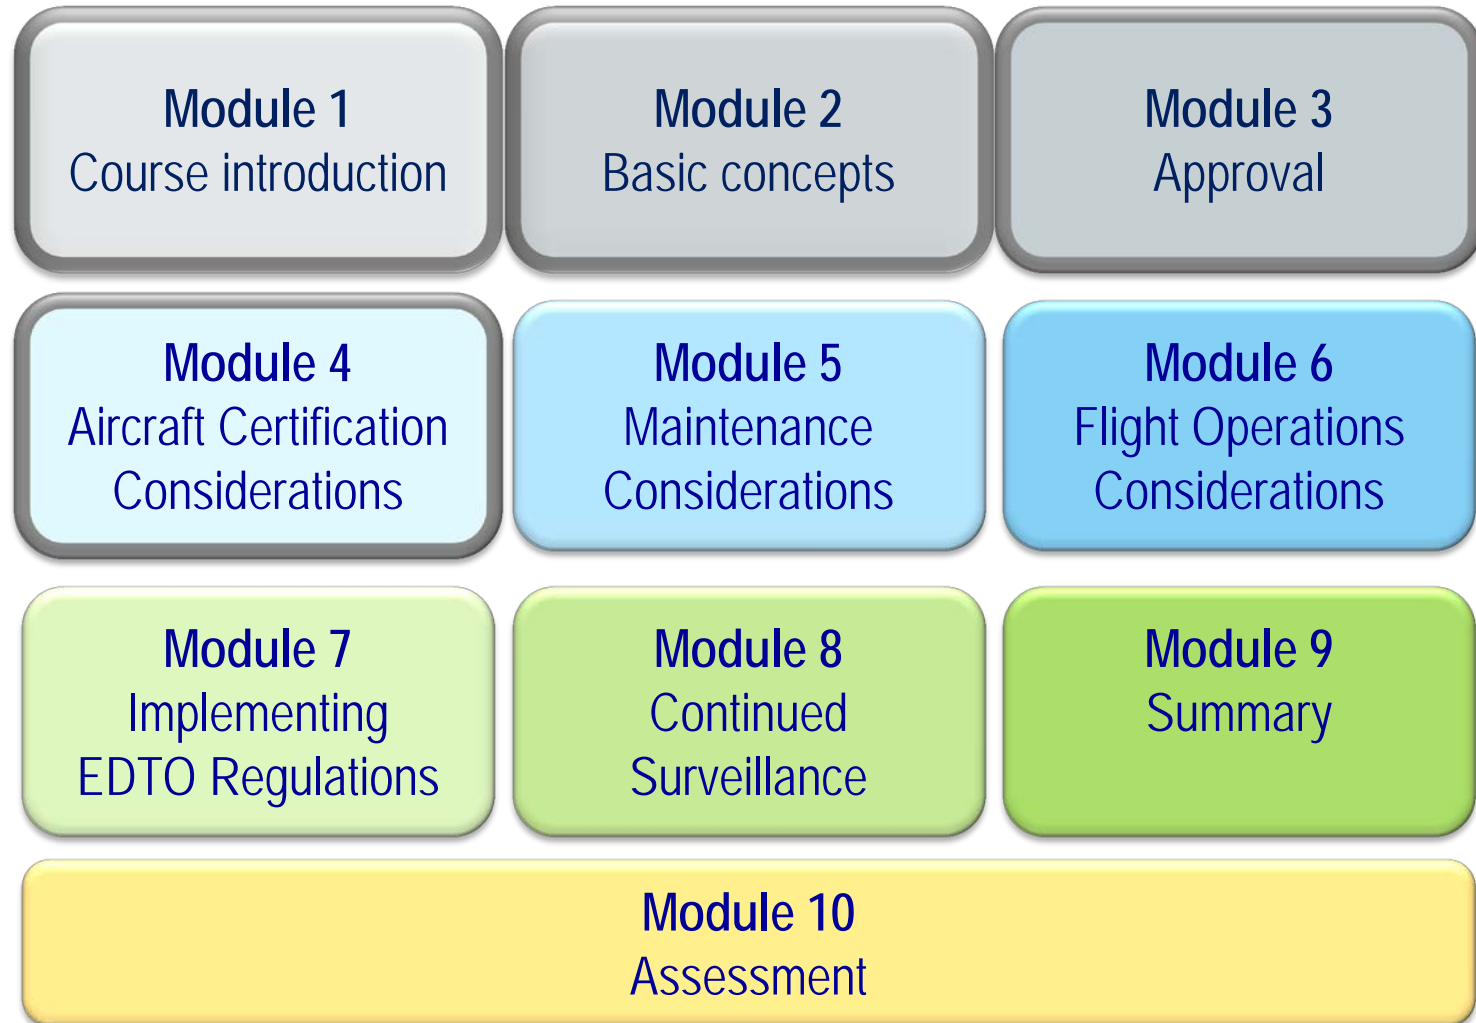 Module 1
Course introduction
Module 2
Basic concepts
Module 3
Approval
Module 4
Aircraft Certification
Considerations
Module 5
Maintenance
Considerations
Module 6
Flight Operations
Considerations
Module 7
Implementing
EDTO Regulations
Module 8
Continued
Surveillance
Module 9
Summary
Module 10
Assessment